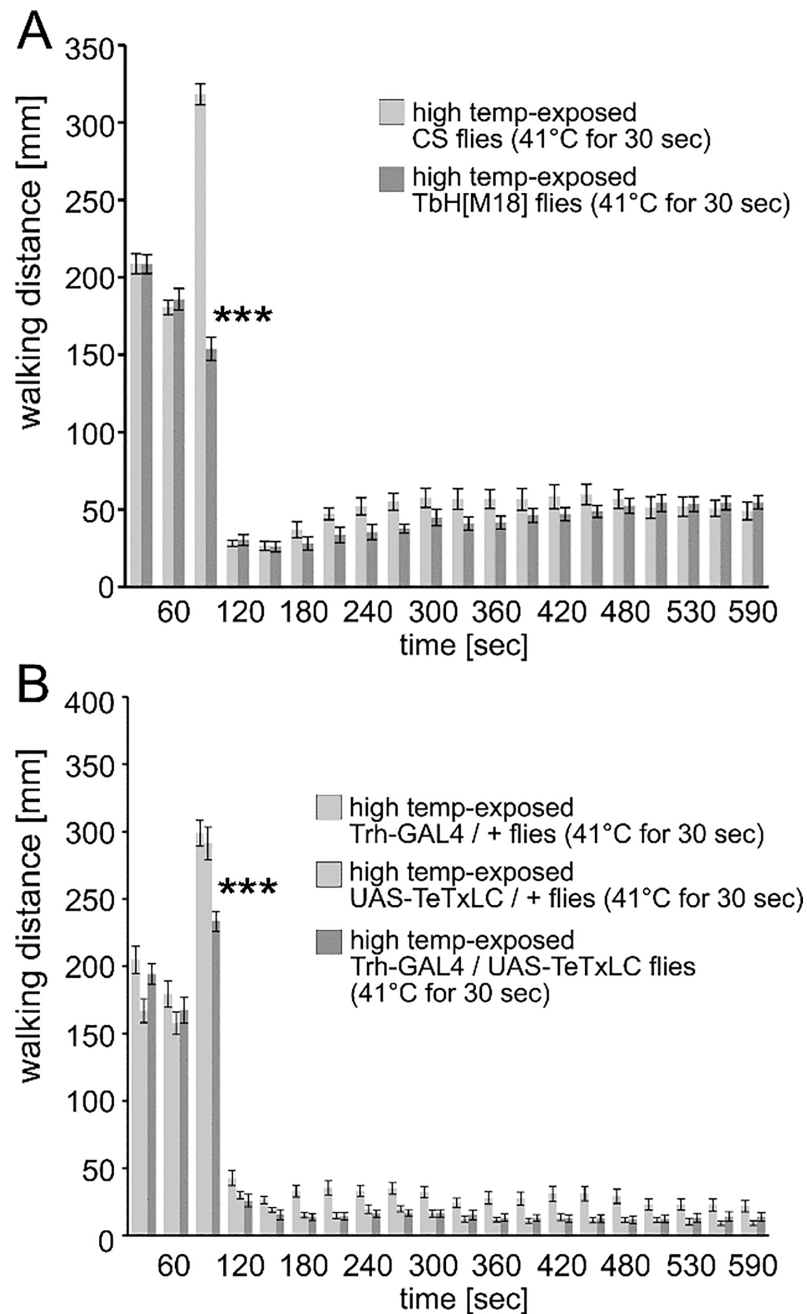 A
350
300
250
200
150
100
50
0
walking distance [mm]
high temp-exposed
CS flies (41°C for 30 sec)
high temp-exposed
TbH[M18] flies (41°C for 30 sec)
***
60 120 180 240 300 360 420 480 530 590
time [sec]
B
400
350
300
250
200
150
100
50
0
walking distance [mm]
high temp-exposed
Trh-GAL4 / + flies (41°C for 30 sec)
high temp-exposed
UAS-TeTxLC / + flies (41°C for 30 sec)
high temp-exposed
Trh-GAL4 / UAS-TeTxLC flies
(41°C for 30 sec)
***
60 120 180 240 300 360 420 480 530 590
time [sec]